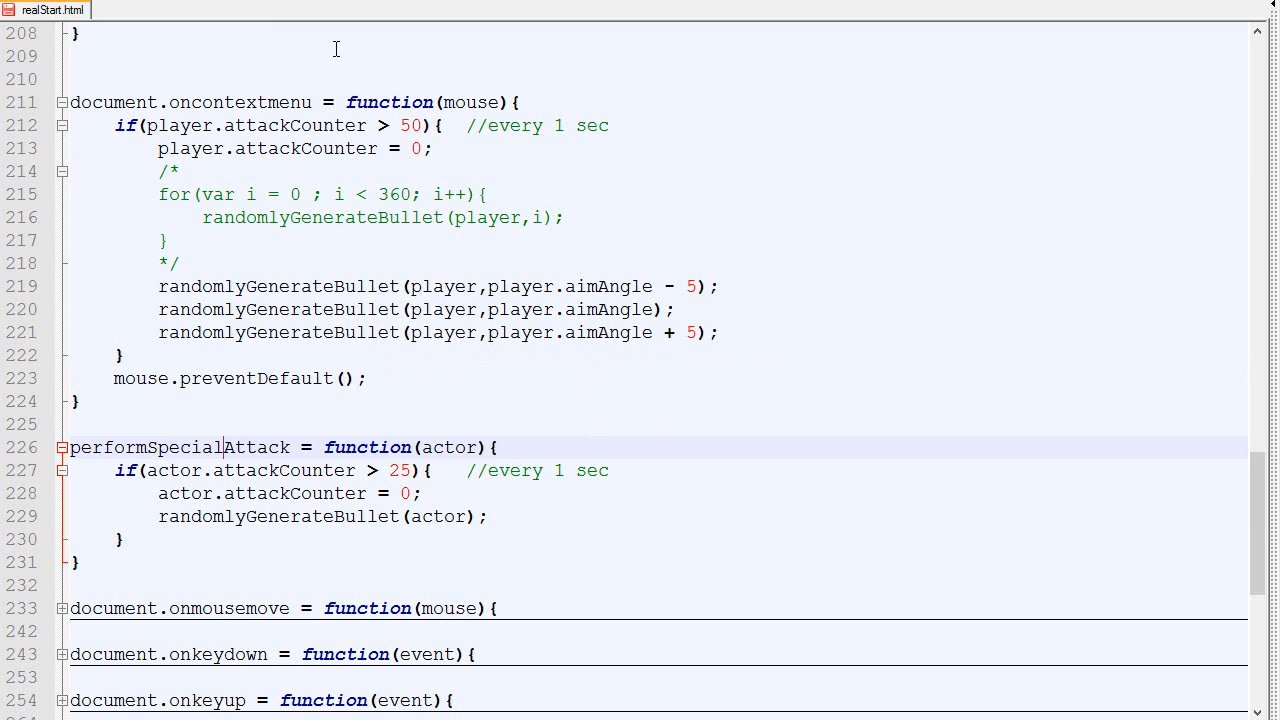 realStart.html
208 }
209
210
211 document.oncontextmenu = function(mouse){
212 if(player.attackCounter > 50){ //every 1 sec
213 player.attackCounter = 0;
214 /*
215 for(var i = 0 ; i < 360; i++){
216 randomlyGenerateBullet(player,i);
217 }
218 */
219 randomlyGenerateBullet(player,player.aimAngle - 5);
220 randomlyGenerateBullet(player,player.aimAngle);
221 randomlyGenerateBullet(player,player.aimAngle + 5);
222 }
223 mouse.preventDefault();
224 }
225
226 performSpecialAttack = function(actor){
227 if(actor.attackCounter > 25){ //every 1 sec
228 actor.attackCounter = 0;
229 randomlyGenerateBullet(actor);
230 }
231 }
232
233 document.onmousemove = function(mouse){
242
243 document.onkeydown = function(event){
253
254 document.onkeyup = function(event){